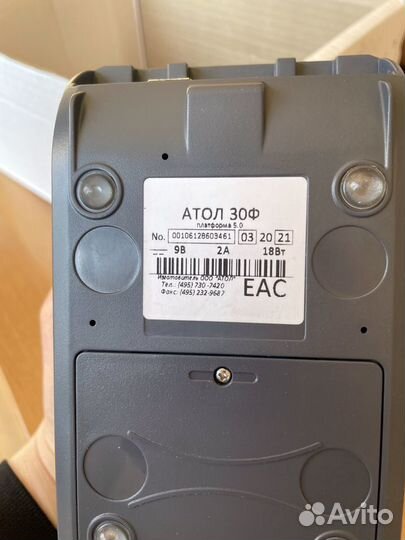 АТОЛ 30Ф
платформа 5.0
No. 00106128603461 03 20 21
9В 2А 18Вт
Изготовитель ООО "АТОЛ"
Тел.: (495) 730-7420
Факс: (495) 232-9687
EAC
Avito